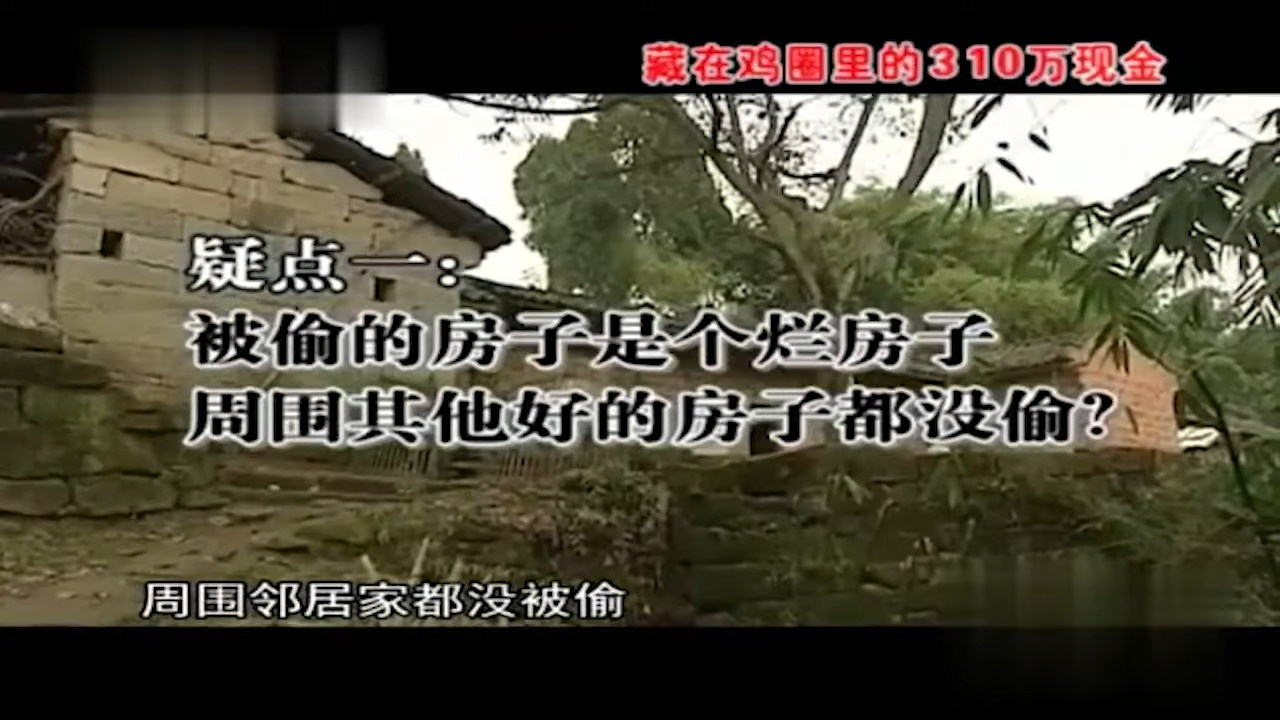 藏在鸡圈里的310万现金
疑点一:
被偷的房子是个烂房子
周围其他好的房子都没偷?
周围邻居家都没被偷